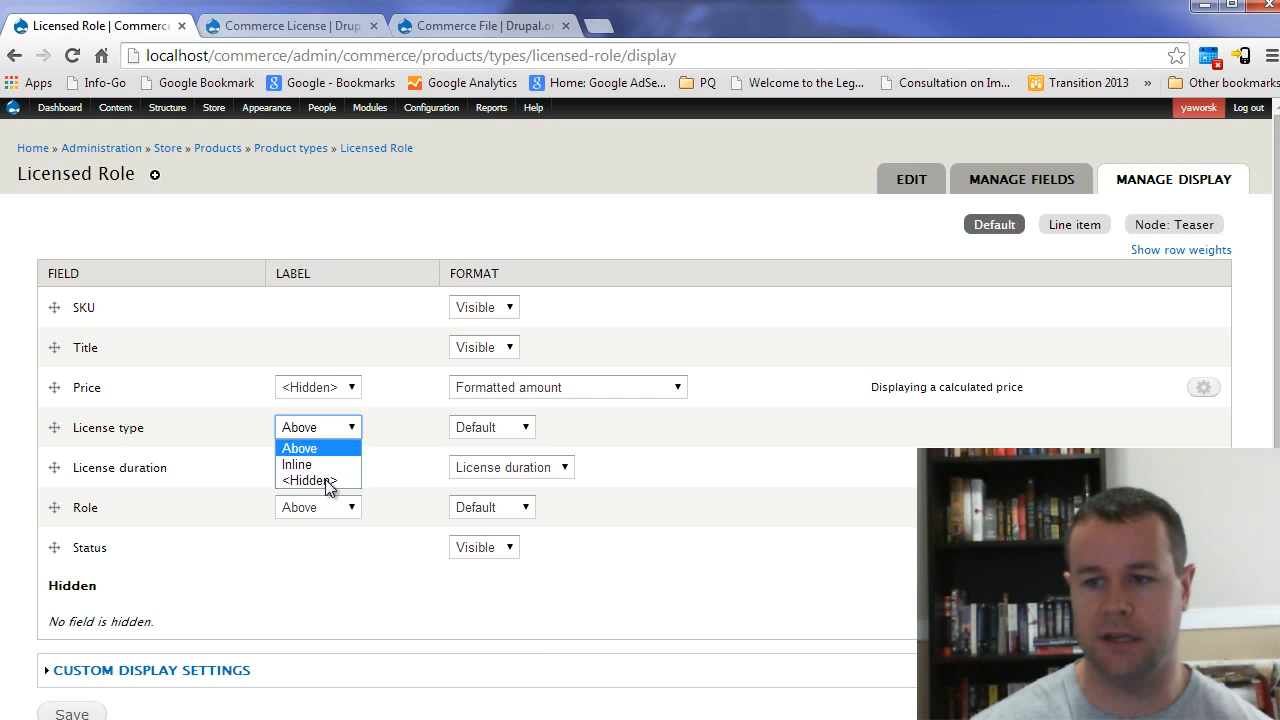 Licensed Role | Commerce ×
Commerce License | Drup ×
Commerce File | Drupal.o ×
localhost/commerce/admin/commerce/products/types/licensed-role/display
Apps Info-Go Google Bookmark Google Bookmarks Google Analytics Home: Google AdSe... PQ Welcome to the Leg... Consultation on Im... Transition 2013 » Other bookmarks
Dashboard Content Structure Store Appearance People Modules Configuration Reports Help yaworsk Log out
Home » Administration » Store » Products » Product types » Licensed Role
Licensed Role
EDIT MANAGE FIELDS MANAGE DISPLAY
Default Line item Node: Teaser
Show row weights
FIELD LABEL FORMAT
SKU Visible
Title Visible
Price <Hidden> Formatted amount Displaying a calculated price
License type Above Default
Above
Inline
<Hidden>
License duration License duration
Role Above Default
Status Visible
Hidden
No field is hidden.
CUSTOM DISPLAY SETTINGS
Save